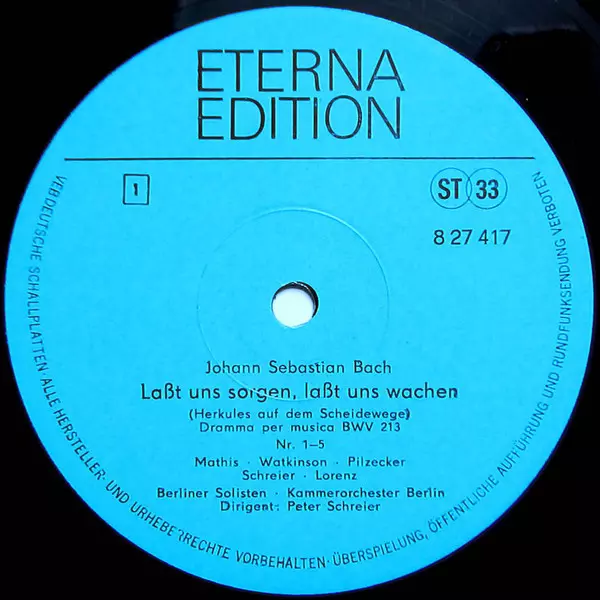 ETERNA
EDITION
1
ST 33
8 27 417
Johann Sebastian Bach
Laßt uns sorgen, laßt uns wachen
(Herkules auf dem Scheidewege)
Dramma per musica BWV 213
Nr. 1–5
Mathis · Watkinson · Pilzecker
Schreier · Lorenz
Berliner Solisten · Kammerorchester Berlin
Dirigent: Peter Schreier
VEB DEUTSCHE SCHALLPLATTEN · ALLE HERSTELLER- UND URHEBERRECHTE VORBEHALTEN · ÜBERSPIELUNG, ÖFFENTLICHE AUFFÜHRUNG UND RUNDFUNKSENDUNG VERBOTEN